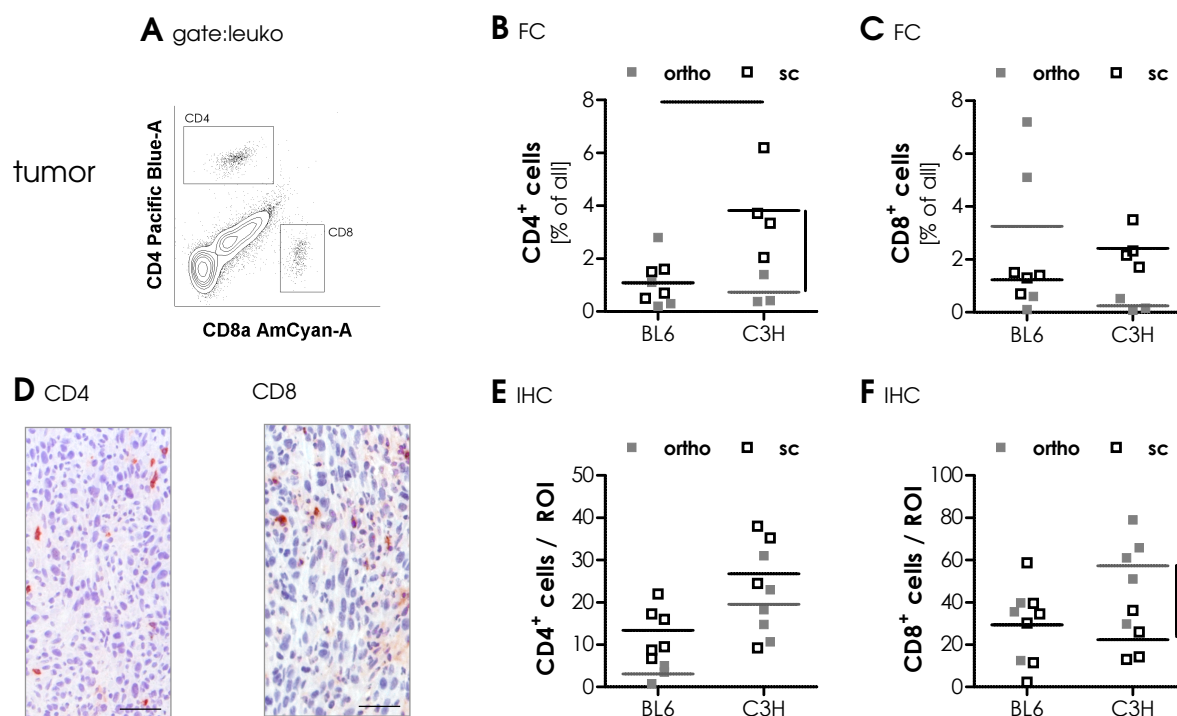 A gate:leuko
tumor
CD4 Pacific Blue-A
CD4
CD8
CD8a AmCyan-A
B FC
ortho sc
CD4+ cells
[% of all]
8
6
4
2
0
BL6 C3H
C FC
ortho sc
CD8+ cells
[% of all]
8
6
4
2
0
BL6 C3H
D CD4 CD8
E IHC
ortho sc
CD4+ cells / ROI
50
40
30
20
10
0
BL6 C3H
F IHC
ortho sc
CD8+ cells / ROI
100
80
60
40
20
0
BL6 C3H